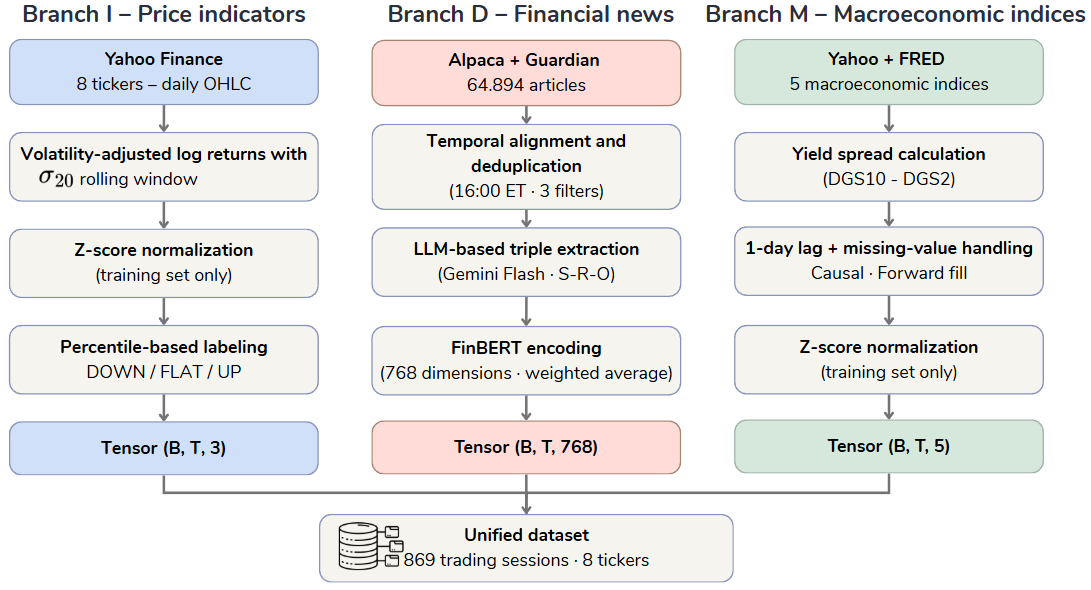 Branch I – Price indicators
Yahoo Finance
8 tickers – daily OHLC
Volatility-adjusted log returns with
σ20 rolling window
Z-score normalization
(training set only)
Percentile-based labeling
DOWN / FLAT / UP
Tensor (B, T, 3)
Branch D – Financial news
Alpaca + Guardian
64.894 articles
Temporal alignment and
deduplication
(16:00 ET · 3 filters)
LLM-based triple extraction
(Gemini Flash · S-R-O)
FinBERT encoding
(768 dimensions · weighted average)
Tensor (B, T, 768)
Branch M – Macroeconomic indices
Yahoo + FRED
5 macroeconomic indices
Yield spread calculation
(DGS10 - DGS2)
1-day lag + missing-value handling
Causal · Forward fill
Z-score normalization
(training set only)
Tensor (B, T, 5)
Unified dataset
869 trading sessions · 8 tickers